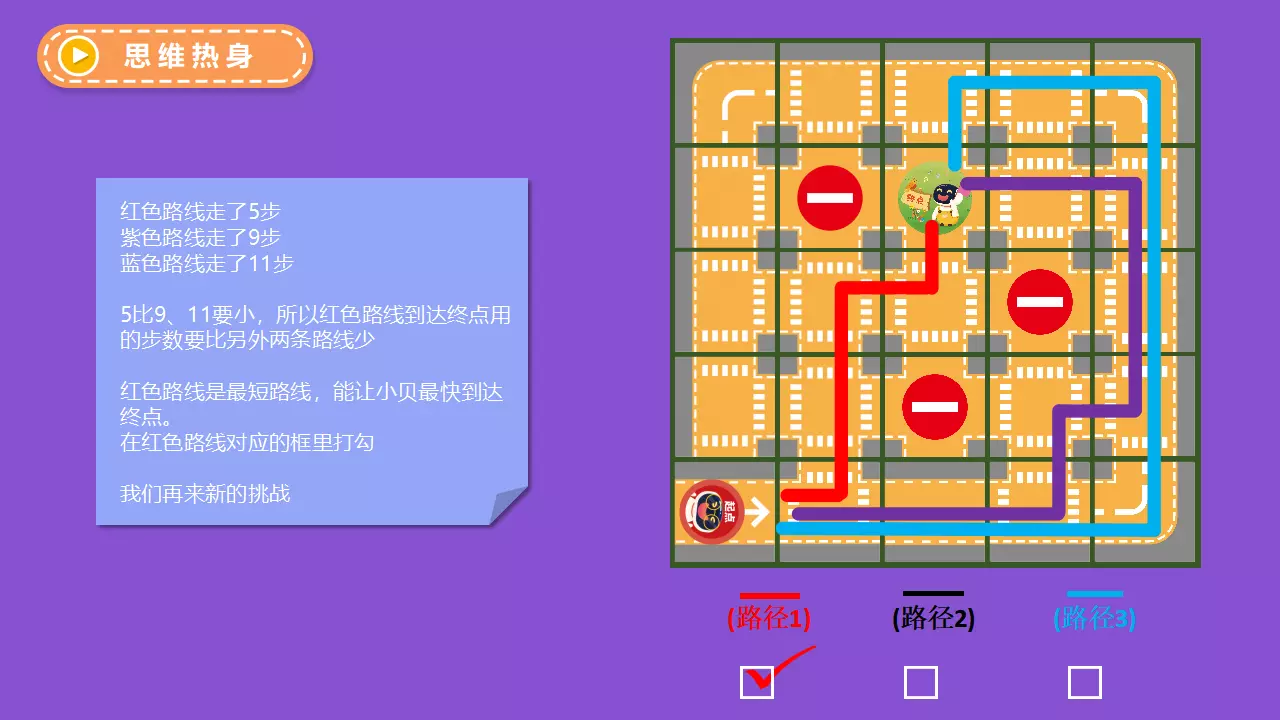 思维热身
红色路线走了5步
紫色路线走了9步
蓝色路线走了11步
5比9、11要小，所以红色路线到达终点用
的步数要比另外两条路线少
红色路线是最短路线，能让小贝最快到达
终点。
在红色路线对应的框里打勾
我们再来新的挑战
终点
起点
(路径1)
(路径2)
(路径3)